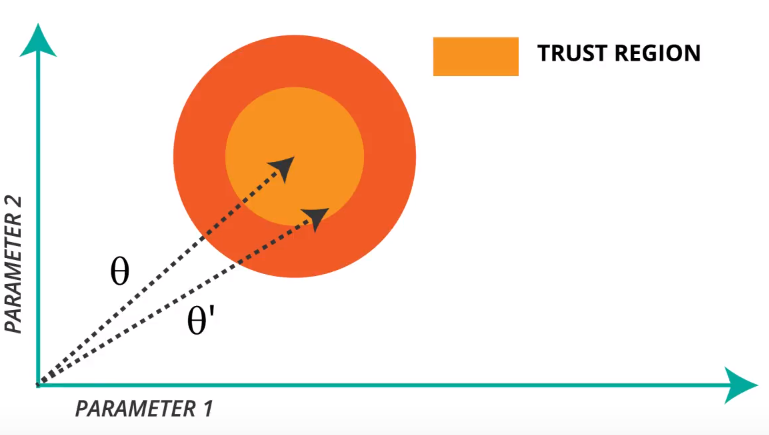 TRUST REGION
PARAMETER 2
θ
θ'
PARAMETER 1